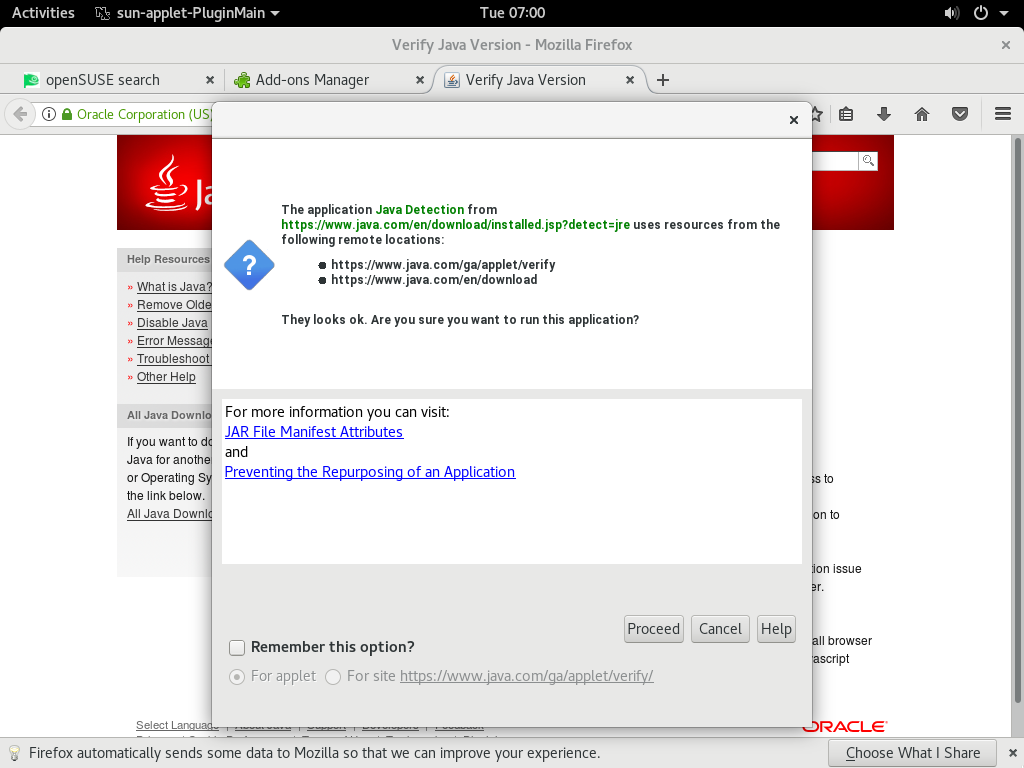 Activities sun-applet-PluginMain Tue 07:00
Verify Java Version - Mozilla Firefox
openSUSE search Add-ons Manager Verify Java Version
Oracle Corporation (US)
The application Java Detection from
https://www.java.com/en/download/installed.jsp?detect=jre uses resources from the
following remote locations:
https://www.java.com/ga/applet/verify
https://www.java.com/en/download
They looks ok. Are you sure you want to run this application?
Help Resources
» What is Java?
» Remove Olde
» Disable Java
» Error Message
» Troubleshoot
» Other Help
All Java Downlo
If you want to do
Java for another
or Operating Sy
the link below.
All Java Downlo
For more information you can visit:
JAR File Manifest Attributes
and
Preventing the Repurposing of an Application
ss to
on to
ion issue
er.
all browser
vascript
Proceed Cancel Help
Remember this option?
For applet For site https://www.java.com/ga/applet/verify/
Select Language | About Java | Support | Developers | Feedback
ORACLE
Firefox automatically sends some data to Mozilla so that we can improve your experience. Choose What I Share